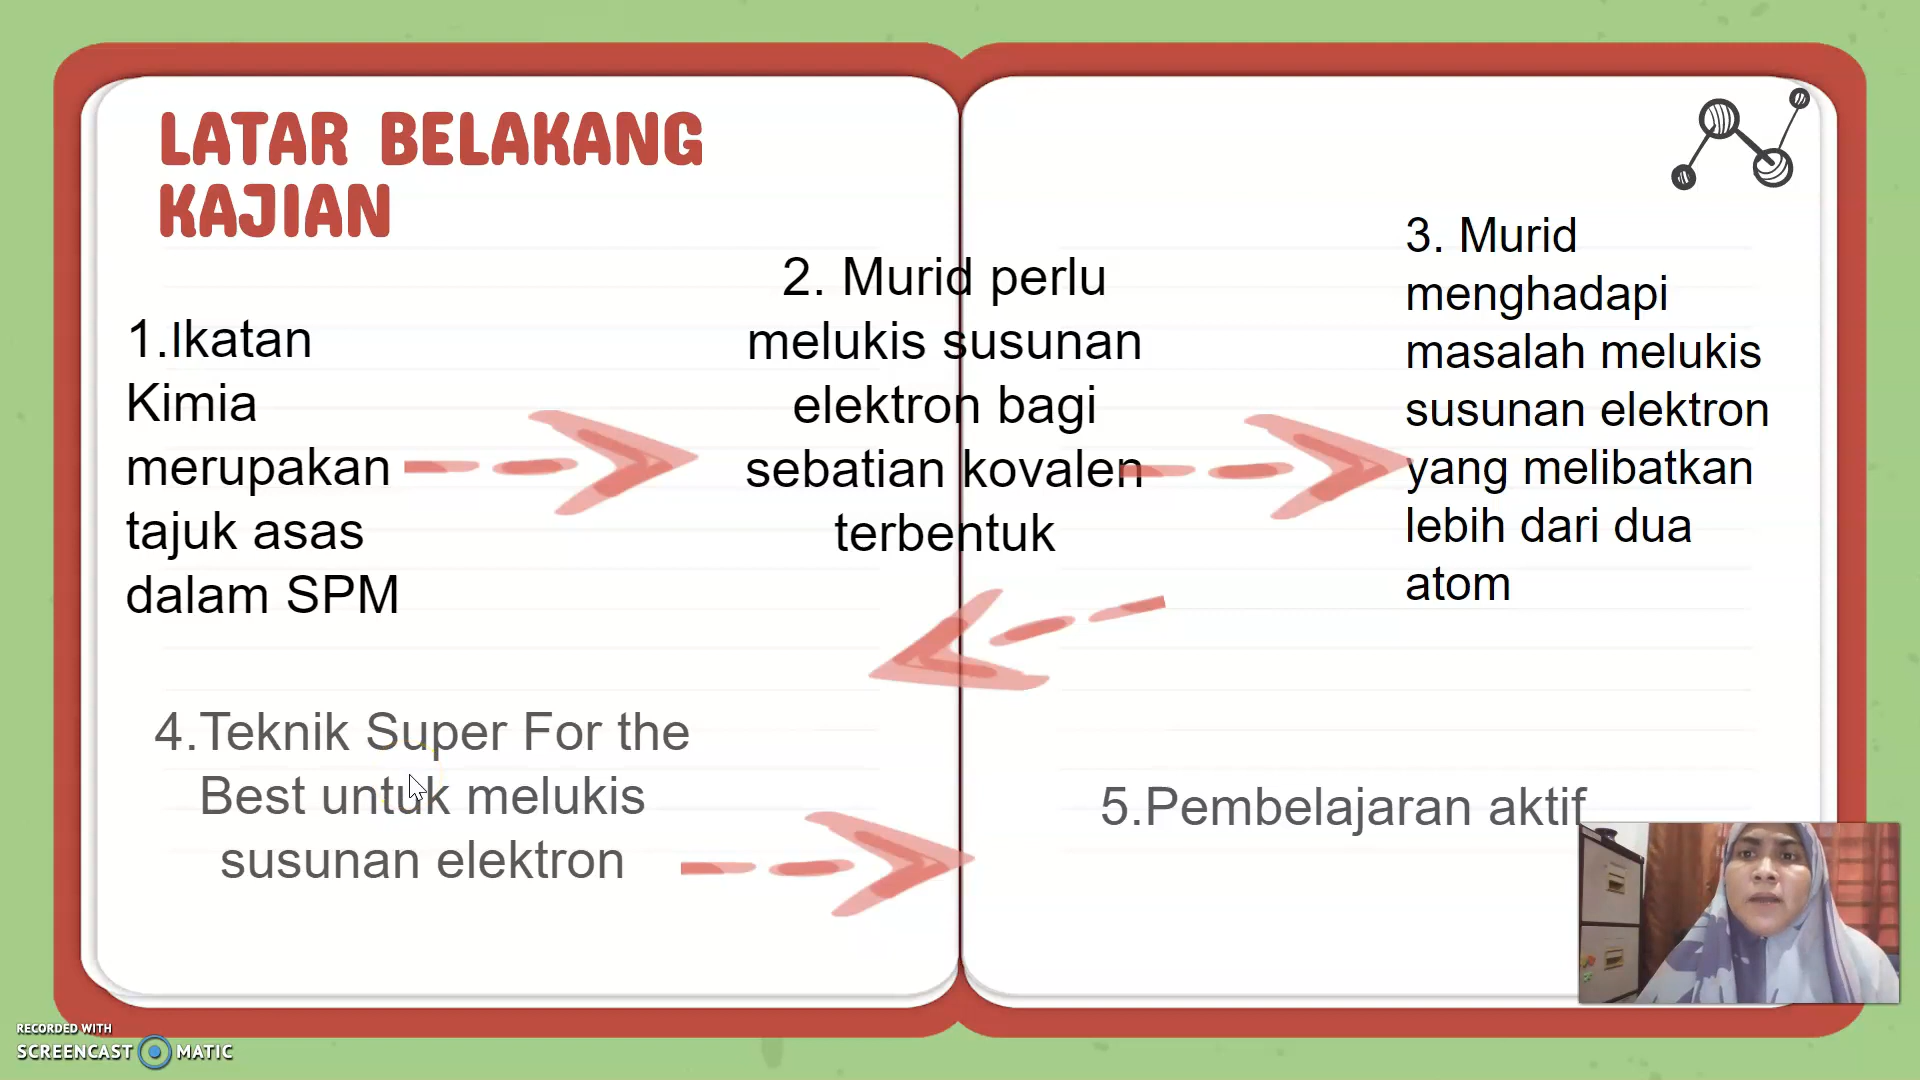 LATAR BELAKANG
KAJIAN
1.Ikatan
Kimia
merupakan
tajuk asas
dalam SPM
2. Murid perlu
melukis susunan
elektron bagi
sebatian kovalen
terbentuk
3. Murid
menghadapi
masalah melukis
susunan elektron
yang melibatkan
lebih dari dua
atom
4.Teknik Super For the
Best untuk melukis
susunan elektron
5.Pembelajaran aktif
RECORDED WITH
SCREENCAST MATIC